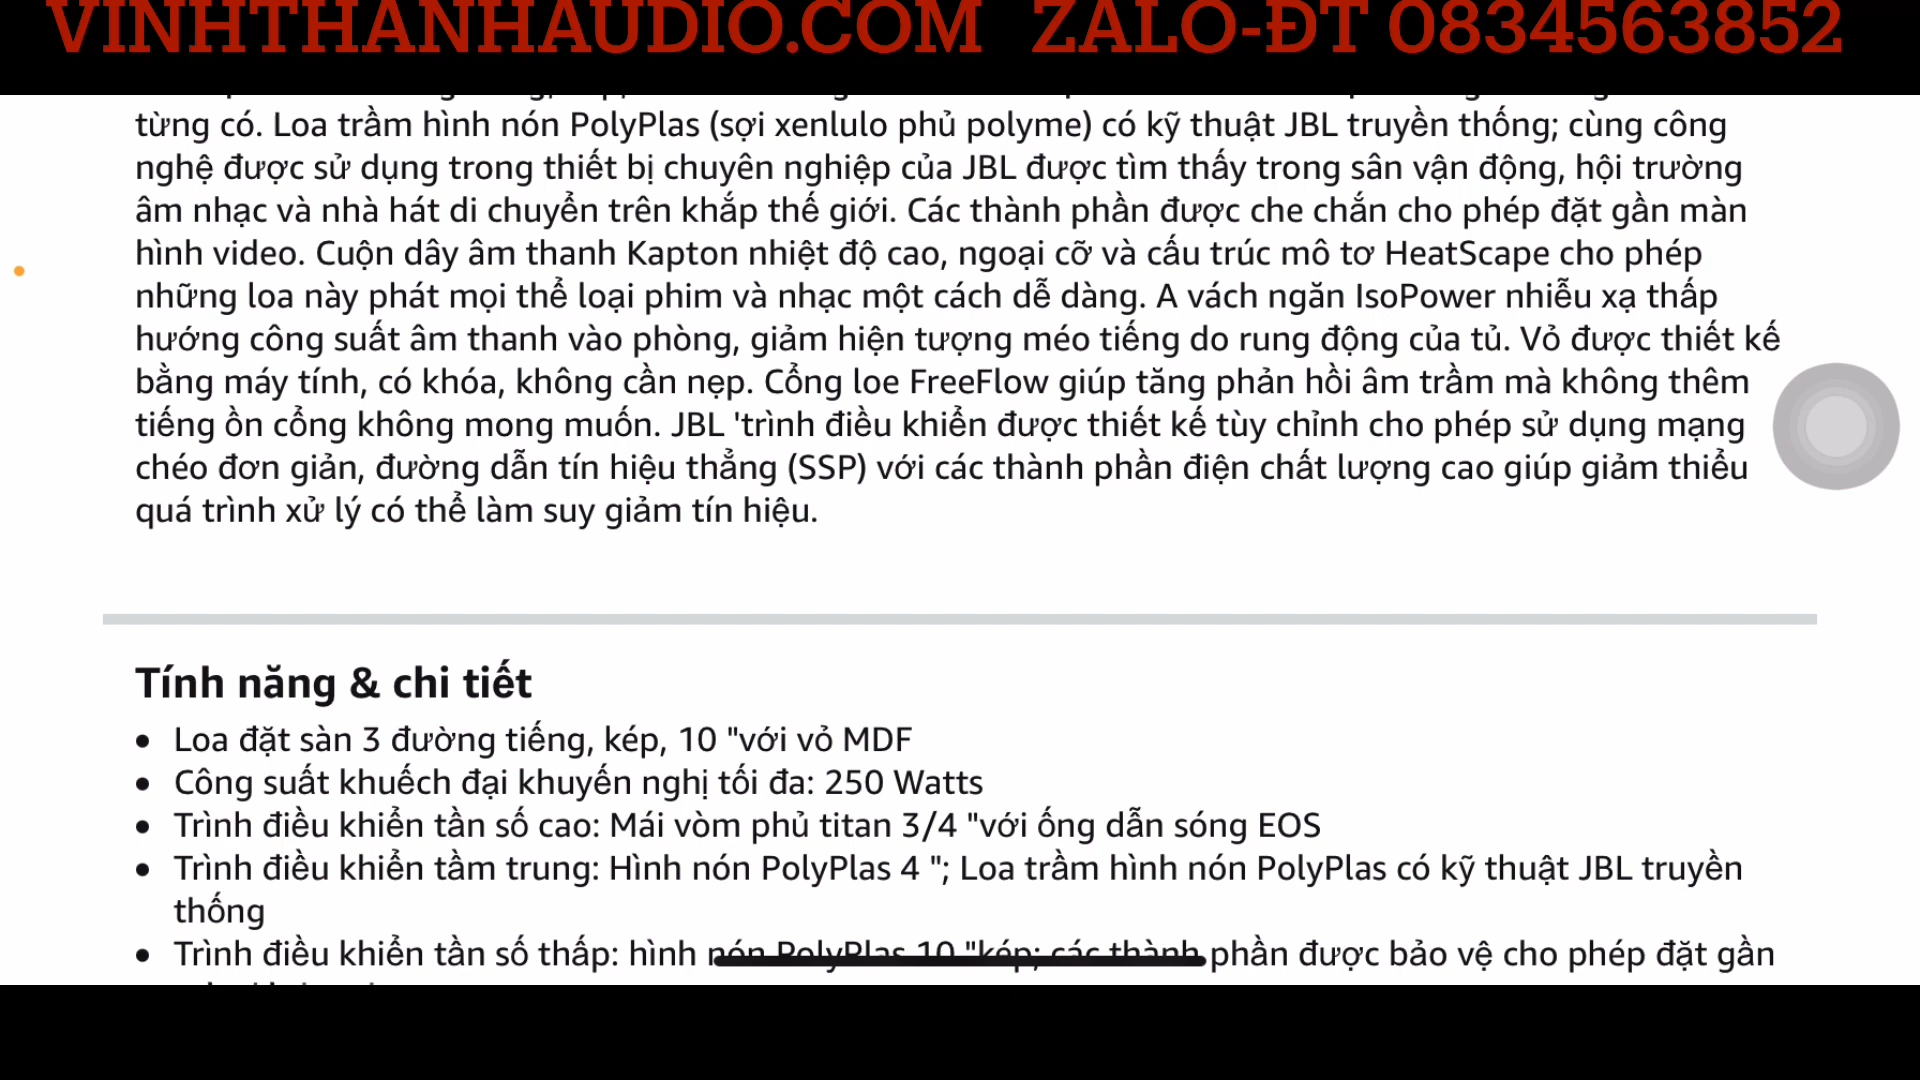 VINHTHANHAUDIO.COM ZALO-ĐT 0834563852
từng có. Loa trầm hình nón PolyPlas (sợi xenlulo phủ polyme) có kỹ thuật JBL truyền thống; cùng công
nghệ được sử dụng trong thiết bị chuyên nghiệp của JBL được tìm thấy trong sân vận động, hội trường
âm nhạc và nhà hát di chuyển trên khắp thế giới. Các thành phần được che chắn cho phép đặt gần màn
hình video. Cuộn dây âm thanh Kapton nhiệt độ cao, ngoại cỡ và cấu trúc mô tơ HeatScape cho phép
những loa này phát mọi thể loại phim và nhạc một cách dễ dàng. A vách ngăn IsoPower nhiễu xạ thấp
hướng công suất âm thanh vào phòng, giảm hiện tượng méo tiếng do rung động của tủ. Vỏ được thiết kế
bằng máy tính, có khóa, không cần nẹp. Cổng loe FreeFlow giúp tăng phản hồi âm trầm mà không thêm
tiếng ồn cổng không mong muốn. JBL 'trình điều khiển được thiết kế tùy chỉnh cho phép sử dụng mạng
chéo đơn giản, đường dẫn tín hiệu thẳng (SSP) với các thành phần điện chất lượng cao giúp giảm thiểu
quá trình xử lý có thể làm suy giảm tín hiệu.
Tính năng & chi tiết
• Loa đặt sàn 3 đường tiếng, kép, 10 "với vỏ MDF
• Công suất khuếch đại khuyến nghị tối đa: 250 Watts
• Trình điều khiển tần số cao: Mái vòm phủ titan 3/4 "với ống dẫn sóng EOS
• Trình điều khiển tầm trung: Hình nón PolyPlas 4 "; Loa trầm hình nón PolyPlas có kỹ thuật JBL truyền
thống
• Trình điều khiển tần số thấp: hình nón PolyPlas 10 "kép; các thành phần được bảo vệ cho phép đặt gần